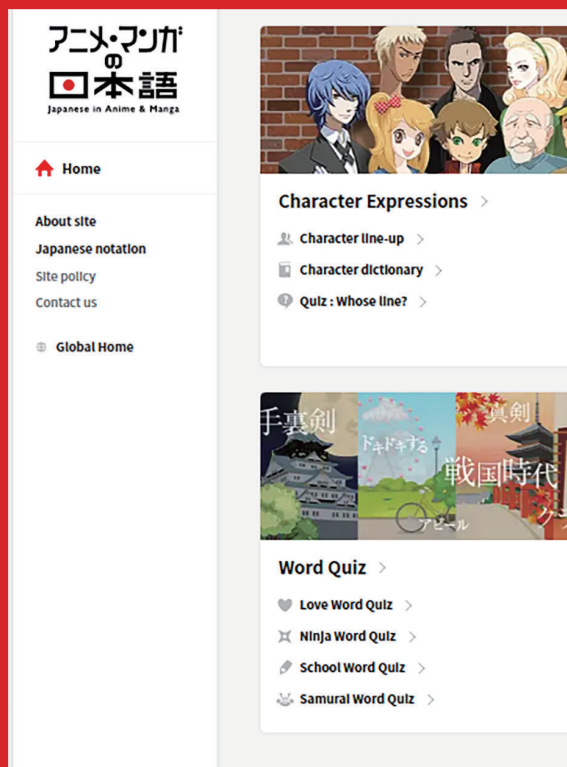 アニメ・マンガ
の
日本語
Japanese in Anime & Manga
Home
About site
Japanese notation
Site policy
Contact us
Global Home
Character Expressions
Character line-up
Character dictionary
Quiz : Whose line?
手裏剣
ドキドキする
アピール
真剣
戦国時代
Word Quiz
Love Word Quiz
Ninja Word Quiz
School Word Quiz
Samurai Word Quiz